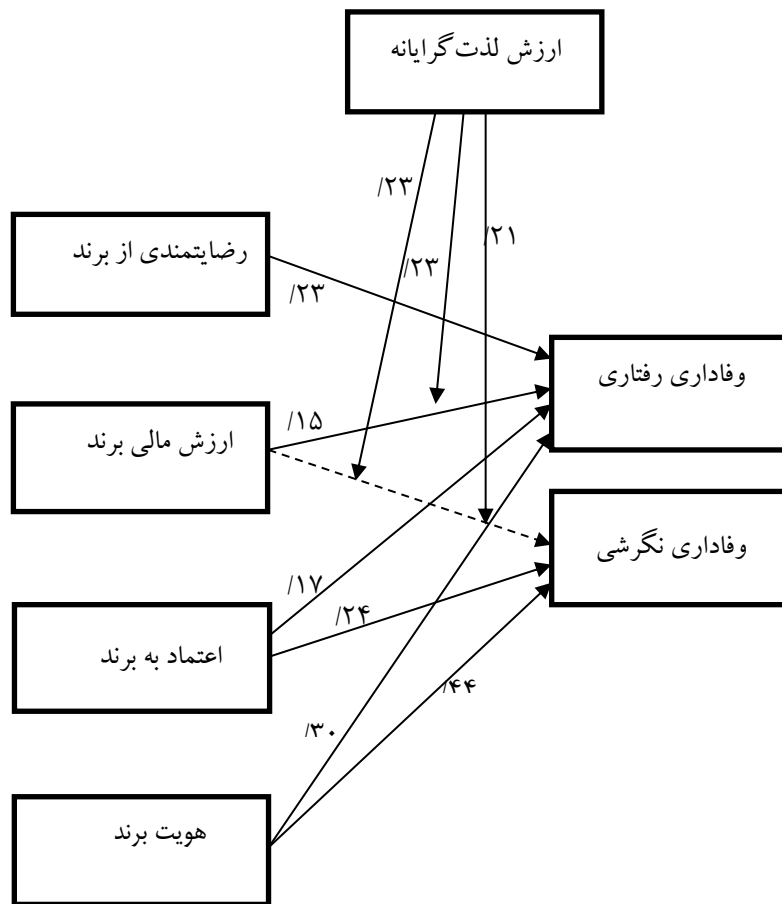 ارزش لذت‌گرایانه
/۲۳
/۲۳
/۲۱
رضایتمندی از برند
/۲۳
وفاداری رفتاری
ارزش مالی برند
/۱۵
وفاداری نگرشی
/۱۷
/۲۴
اعتماد به برند
/۴۴
/۳۰
هویت برند